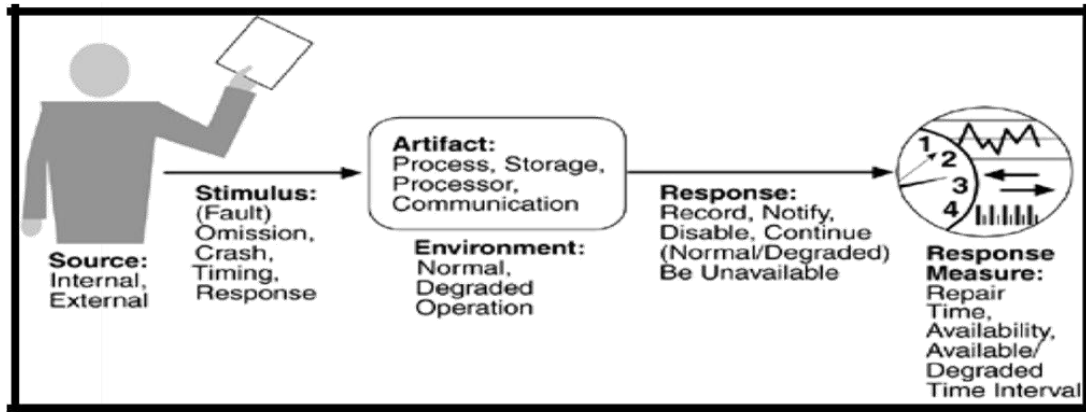 Source:
Internal,
External
Stimulus:
(Fault)
Omission,
Crash,
Timing,
Response
Artifact:
Process, Storage,
Processor,
Communication
Environment:
Normal,
Degraded
Operation
Response:
Record, Notify,
Disable, Continue
(Normal/Degraded)
Be Unavailable
1
2
3
4
Response
Measure:
Repair
Time,
Availability,
Available/
Degraded
Time Interval